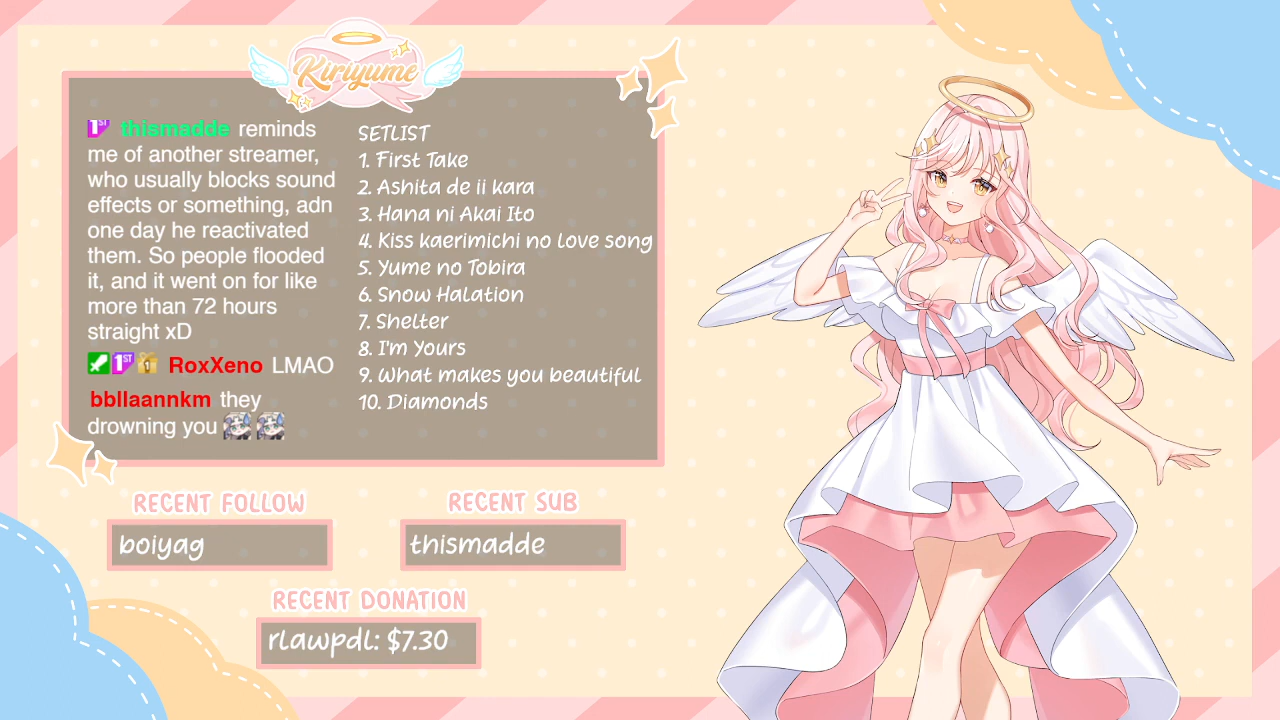 Kiriyume
1ST thismadde reminds
me of another streamer,
who usually blocks sound
effects or something, adn
one day he reactivated
them. So people flooded
it, and it went on for like
more than 72 hours
straight xD
1ST 1 RoxXeno LMAO
bbllaannkm they
drowning you
SETLIST
1. First Take
2. Ashita de ii kara
3. Hana ni Akai Ito
4. Kiss kaerimichi no love song
5. Yume no Tobira
6. Snow Halation
7. Shelter
8. I'm Yours
9. What makes you beautiful
10. Diamonds
RECENT FOLLOW
boiyag
RECENT SUB
thismadde
RECENT DONATION
rlawpdl: $7.30